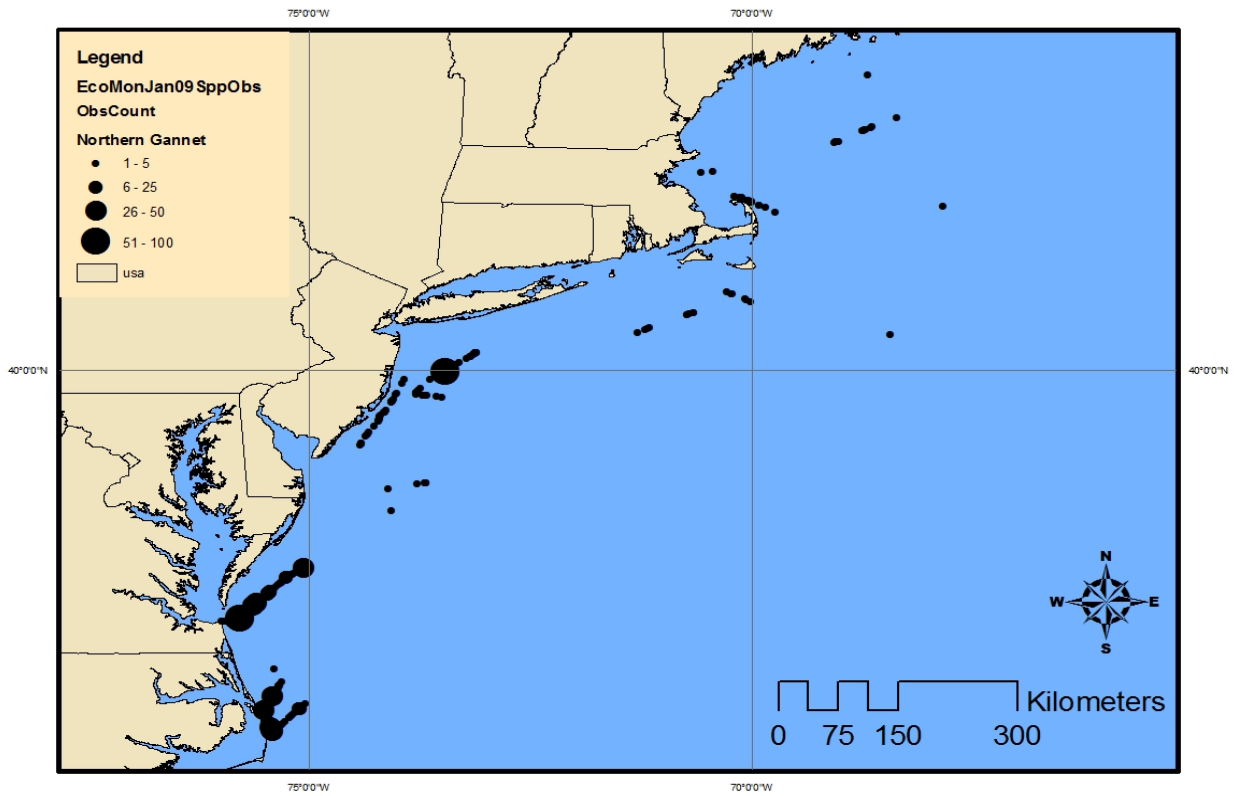 75°0'0"W 70°0'0"W
Legend
EcoMonJan09SppObs
ObsCount
Northern Gannet
1 - 5
6 - 25
26 - 50
51 - 100
usa
40°0'0"N 40°0'0"N
N
W E
S
Kilometers
0 75 150 300
75°0'0"W 70°0'0"W